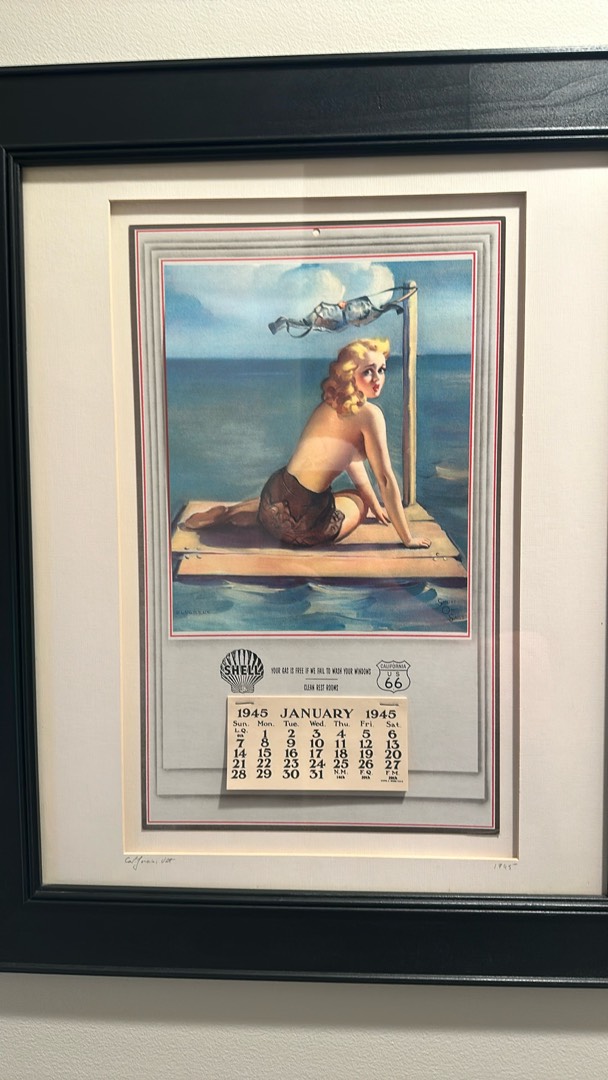 SHELL
YOUR GAS IS FREE IF WE FAIL TO WASH YOUR WINDOWS
CLEAN REST ROOMS
CALIFORNIA
US
66
1945 JANUARY 1945
Sun. Mon. Tue. Wed. Thu. Fri. Sat.
L.Q. 1 2 3 4 5 6
7 8 9 10 11 12 13
14 15 16 17 18 19 20
21 22 23 24 25 26 27
28 29 30 31 N.M. F.Q. F.M.
1945